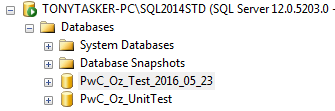 TONYTASKER-PC\SQL2014STD (SQL Server 12.0.5203.0 -
Databases
System Databases
Database Snapshots
PwC_Oz_Test_2016_05_23
PwC_Oz_UnitTest